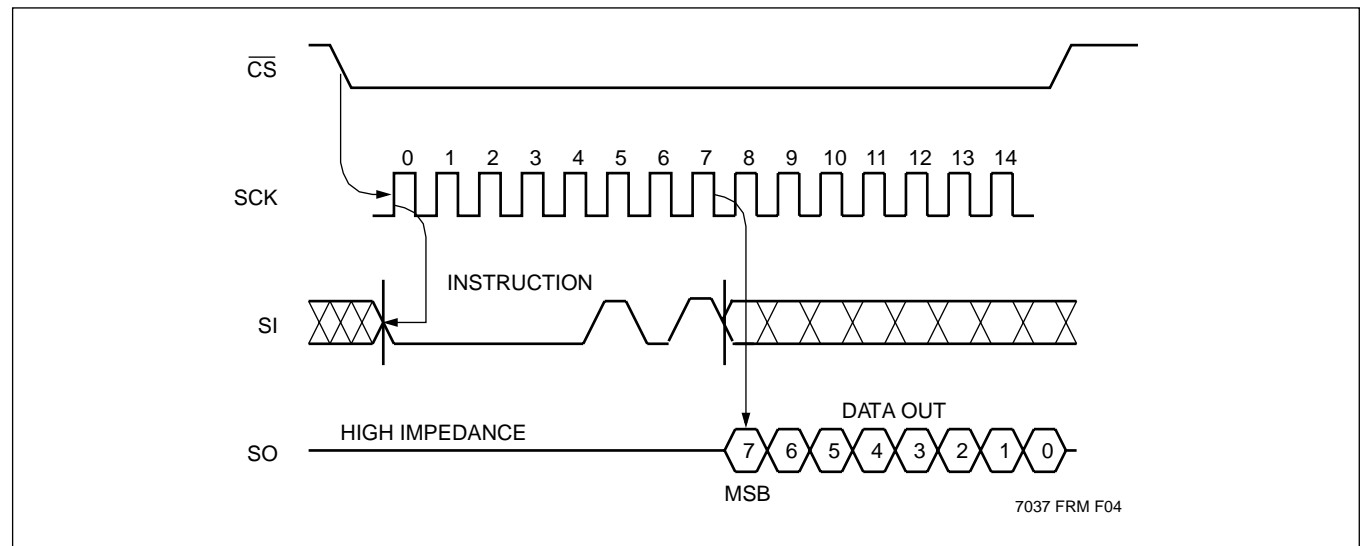 CS
0 1 2 3 4 5 6 7 8 9 10 11 12 13 14
SCK
INSTRUCTION
SI
DATA OUT
HIGH IMPEDANCE
SO
7 6 5 4 3 2 1 0
MSB
7037 FRM F04